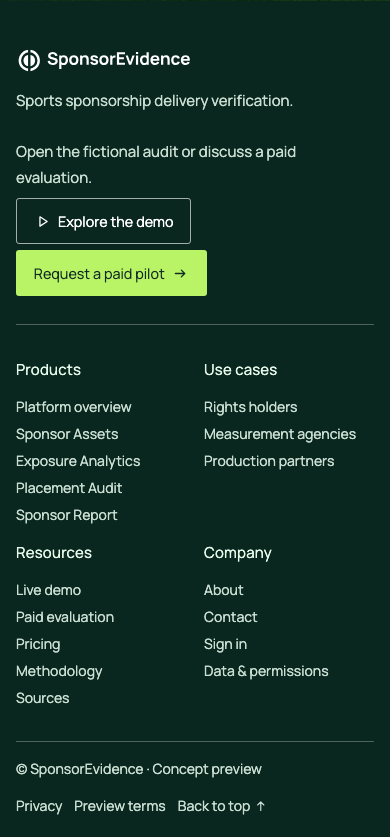 SponsorEvidence
Sports sponsorship delivery verification.
Open the fictional audit or discuss a paid
evaluation.
Explore the demo
Request a paid pilot →
Products
Platform overview
Sponsor Assets
Exposure Analytics
Placement Audit
Sponsor Report
Use cases
Rights holders
Measurement agencies
Production partners
Resources
Live demo
Paid evaluation
Pricing
Methodology
Sources
Company
About
Contact
Sign in
Data & permissions
© SponsorEvidence · Concept preview
Privacy Preview terms Back to top ↑